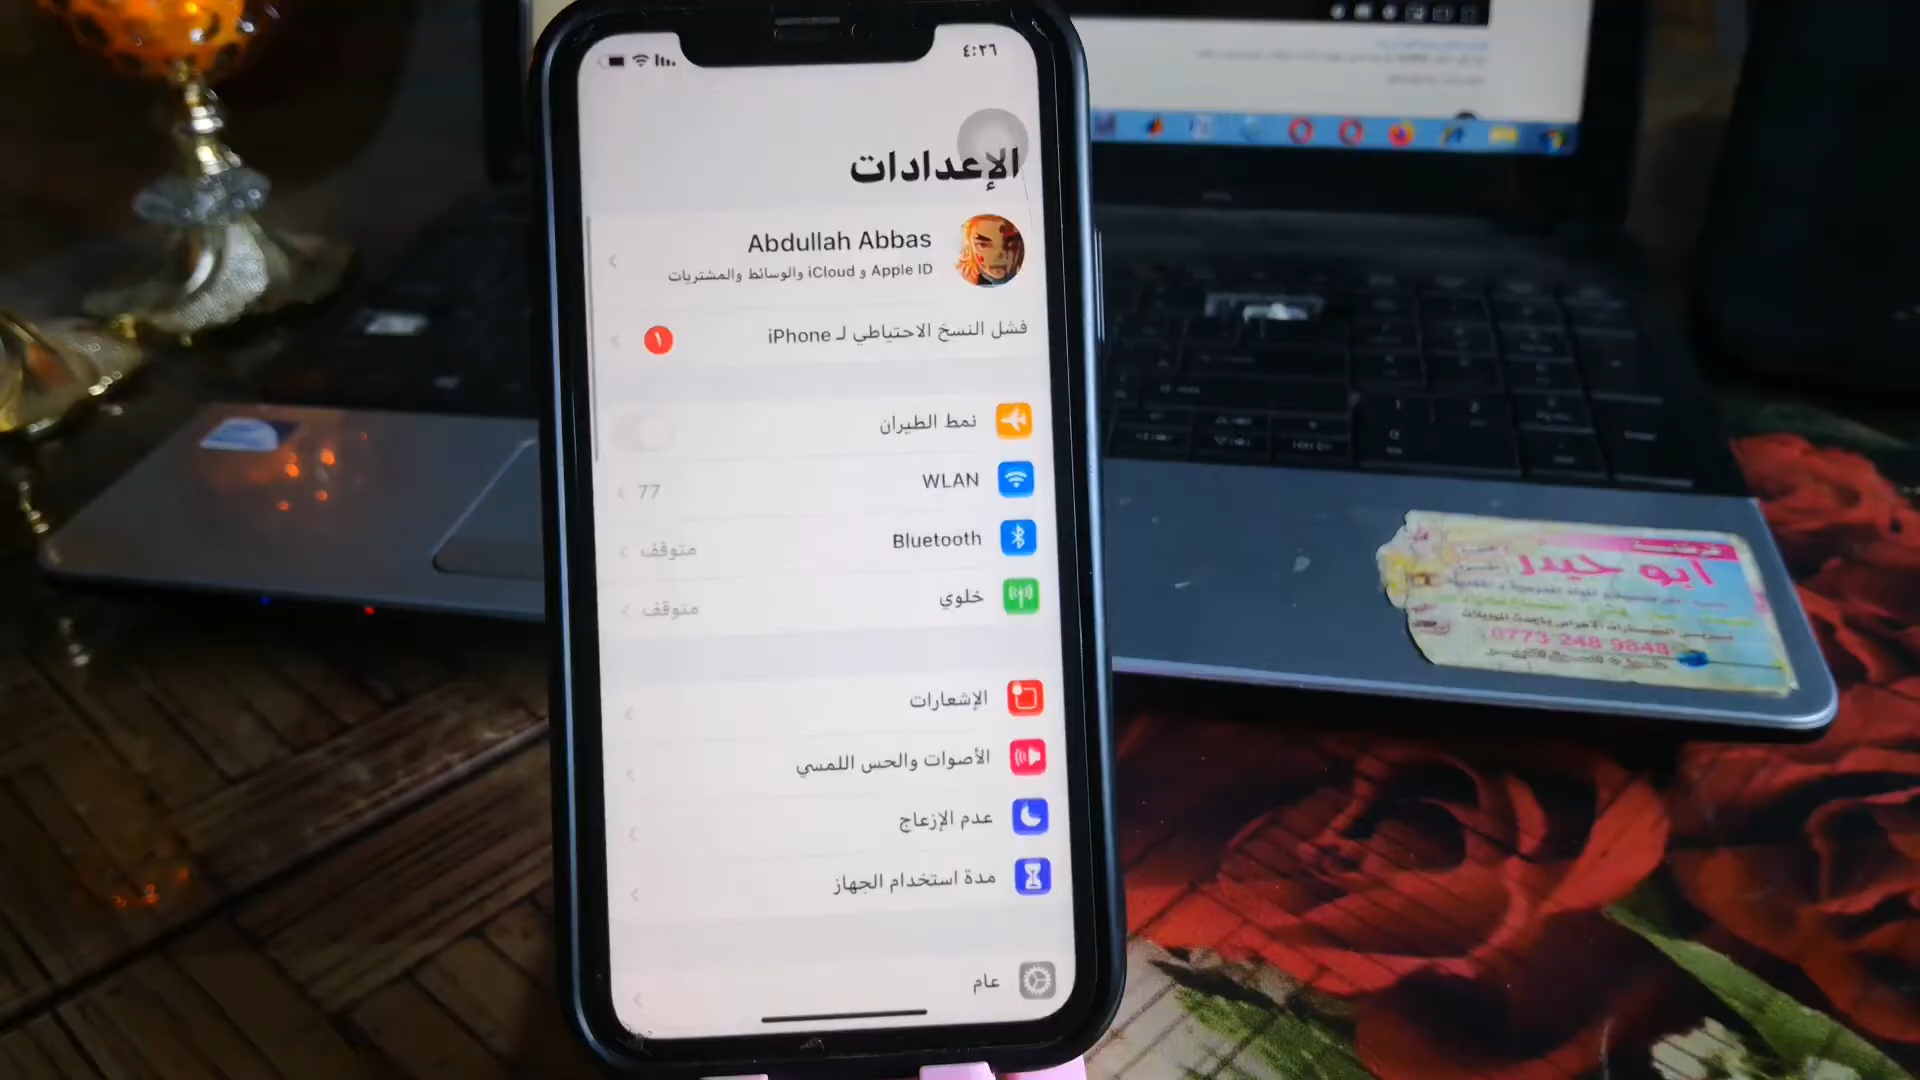 ٤:٢٦
الإعدادات
Abdullah Abbas
Apple ID و iCloud والوسائط والمشتريات
فشل النسخ الاحتياطي لـ iPhone
١
نمط الطيران
WLAN
77
Bluetooth
متوقف
خلوي
متوقف
الإشعارات
الأصوات والحس اللمسي
عدم الإزعاج
مدة استخدام الجهاز
عام
ابو حيدر
0773 248 9848